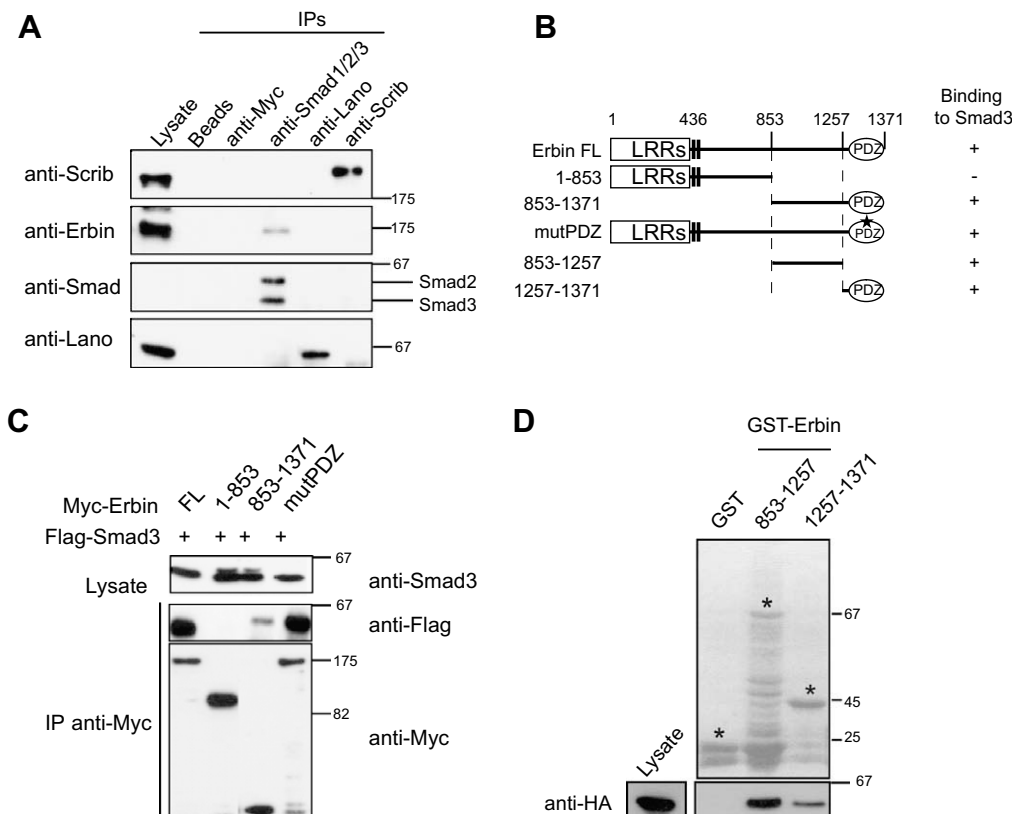 A
IPs
Lysate
Beads
anti-Myc
anti-Smad1/2/3
anti-Lano
anti-Scrib
anti-Scrib
175
anti-Erbin
175
anti-Smad
67
Smad2
Smad3
anti-Lano
67
B
Binding
to Smad3
1 436 853 1257 1371
Erbin FL LRRs PDZ +
1-853 LRRs -
853-1371 PDZ +
mutPDZ LRRs ★ PDZ +
853-1257 +
1257-1371 PDZ +
C
Myc-Erbin FL 1-853 853-1371 mutPDZ
Flag-Smad3 + + + +
Lysate 67 anti-Smad3
67 anti-Flag
IP anti-Myc
175
82
anti-Myc
D
GST-Erbin
GST
853-1257
1257-1371
*
*
*
67
45
25
Lysate
67
anti-HA